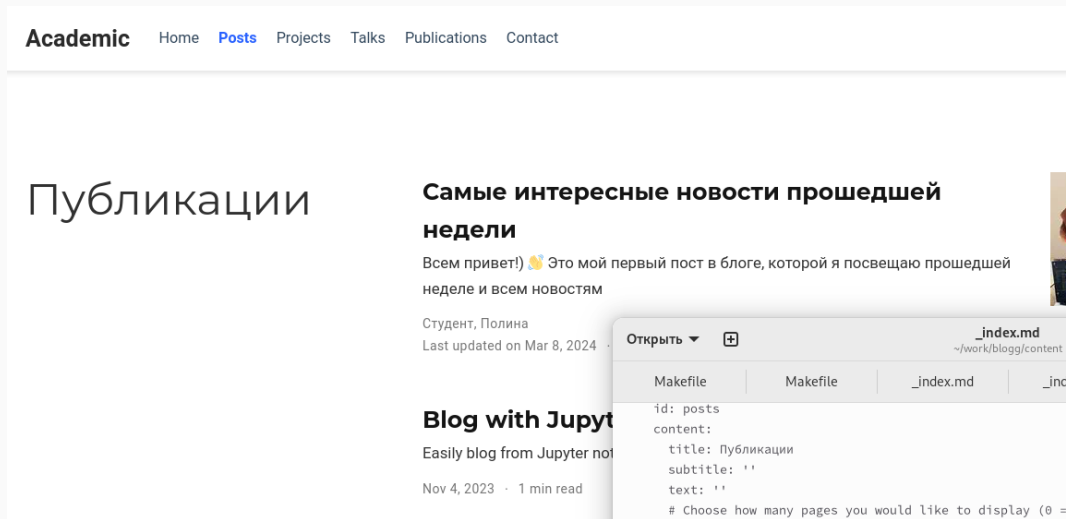 Academic Home Posts Projects Talks Publications Contact
Публикации
Самые интересные новости прошедшей
недели
Всем привет!) 👋 Это мой первый пост в блоге, которой я посвещаю прошедшей
неделе и всем новостям
Студент, Полина
Last updated on Mar 8, 2024 ·
Blog with
Easily blog from Jupyter
Nov 4, 2023 · 1 min read
Открыть
_index.md
~/work/blogg/content
Makefile Makefile _index.md
id: posts
content:
title: Публикации
subtitle: ''
text: ''
# Choose how many pages you would like to display (0 =